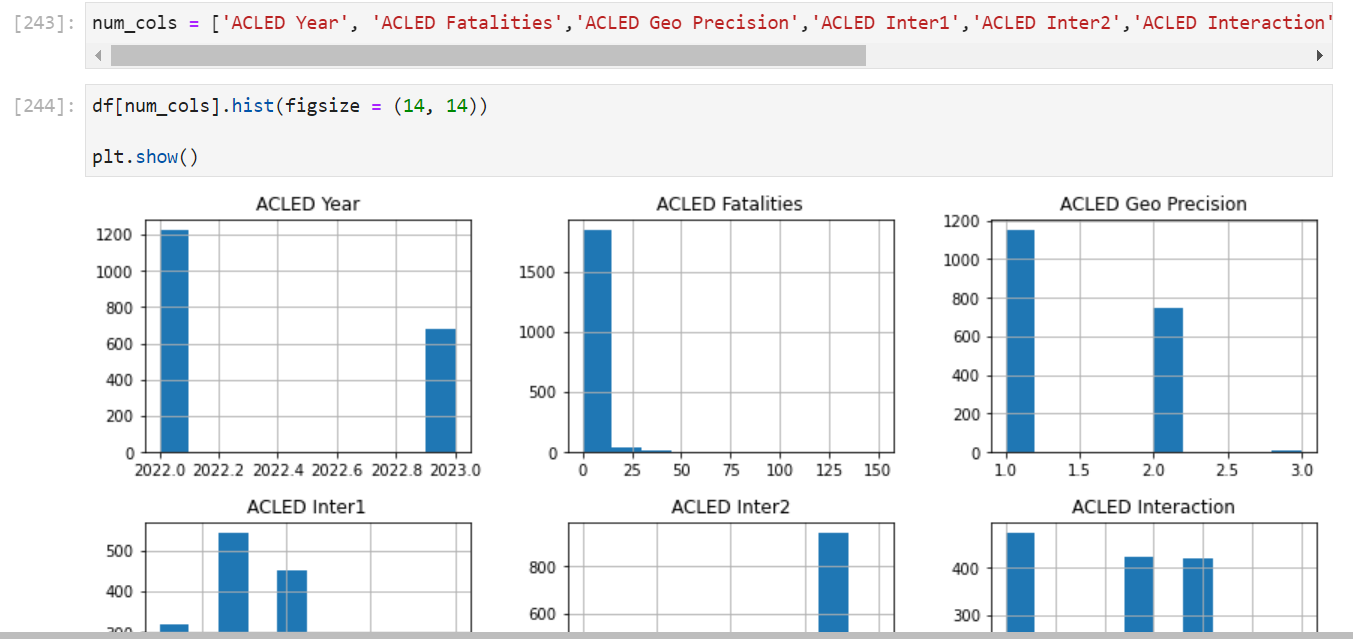 [243]: num_cols = ['ACLED Year', 'ACLED Fatalities','ACLED Geo Precision','ACLED Inter1','ACLED Inter2','ACLED Interaction'
[244]: df[num_cols].hist(figsize = (14, 14))
plt.show()
ACLED Year
1200
1000
800
600
400
200
0
2022.0 2022.2 2022.4 2022.6 2022.8 2023.0
ACLED Fatalities
1500
1000
500
0
0 25 50 75 100 125 150
ACLED Geo Precision
1200
1000
800
600
400
200
0
1.0 1.5 2.0 2.5 3.0
ACLED Inter1
500
400
300
ACLED Inter2
800
600
ACLED Interaction
400
300